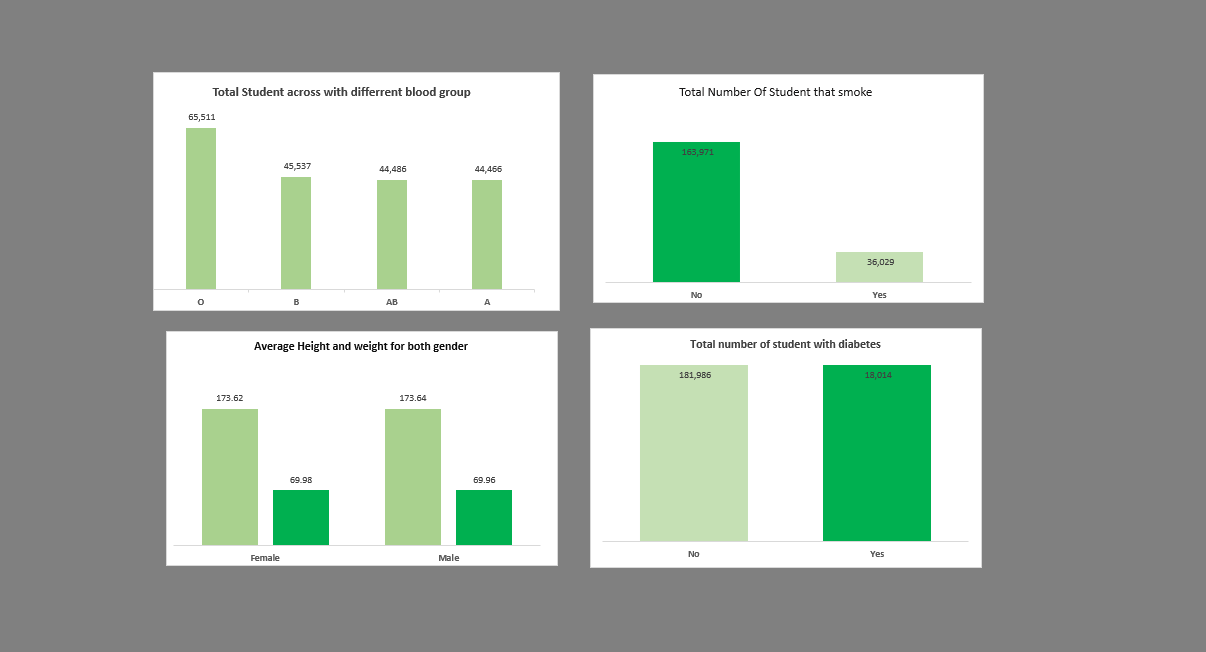 Total Student across with differrent blood group
65,511
45,537
44,486
44,466
O
B
AB
A
Total Number Of Student that smoke
163,971
36,029
No
Yes
Average Height and weight for both gender
173.62
69.98
173.64
69.96
Female
Male
Total number of student with diabetes
181,986
18,014
No
Yes